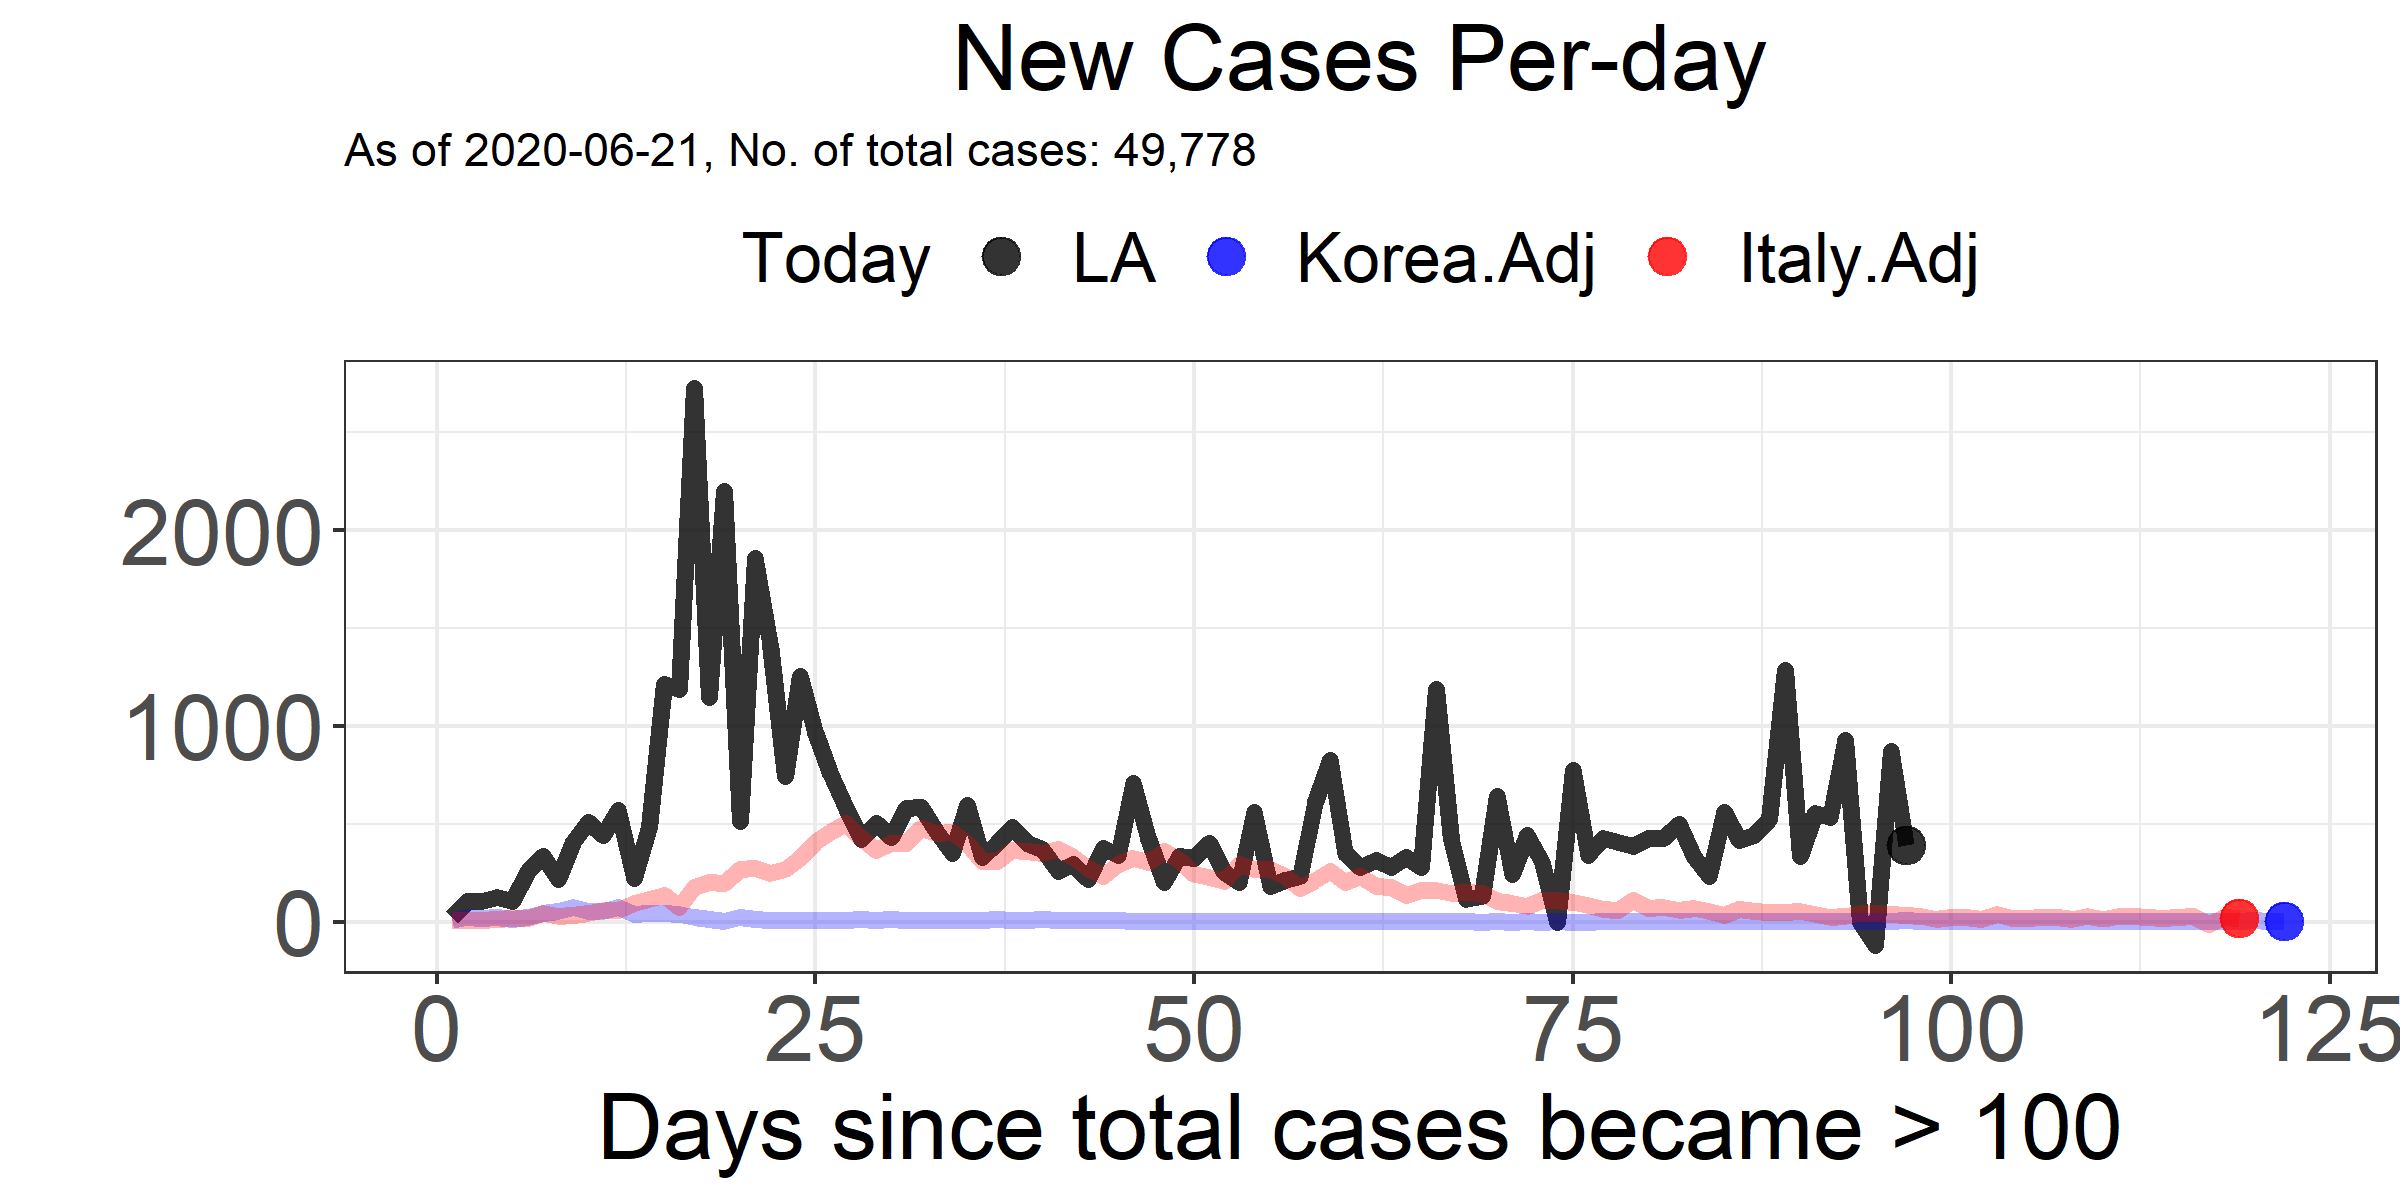 New Cases Per-day
As of 2020-06-21, No. of total cases: 49,778
Today LA Korea.Adj Italy.Adj
2000
1000
0
0 25 50 75 100 125
Days since total cases became > 100